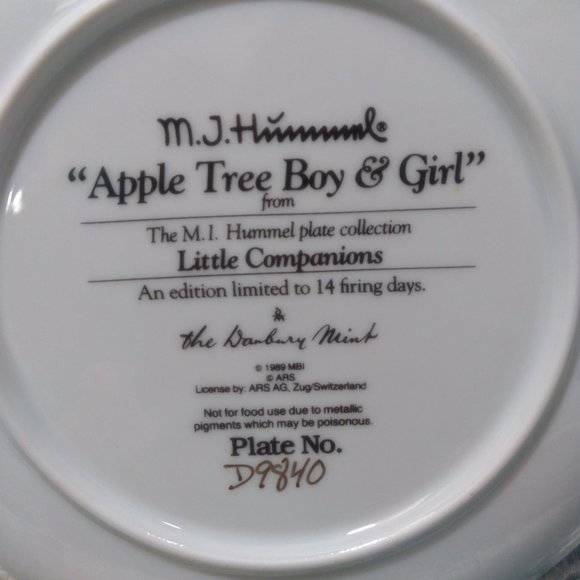 M.J. Hummel®
“Apple Tree Boy & Girl”
from
The M.I. Hummel plate collection
Little Companions
An edition limited to 14 firing days.
&
the Danbury Mint
© 1989 MBI
© ARS
License by: ARS AG, Zug/Switzerland
Not for food use due to metallic
pigments which may be poisonous.
Plate No.
D9840